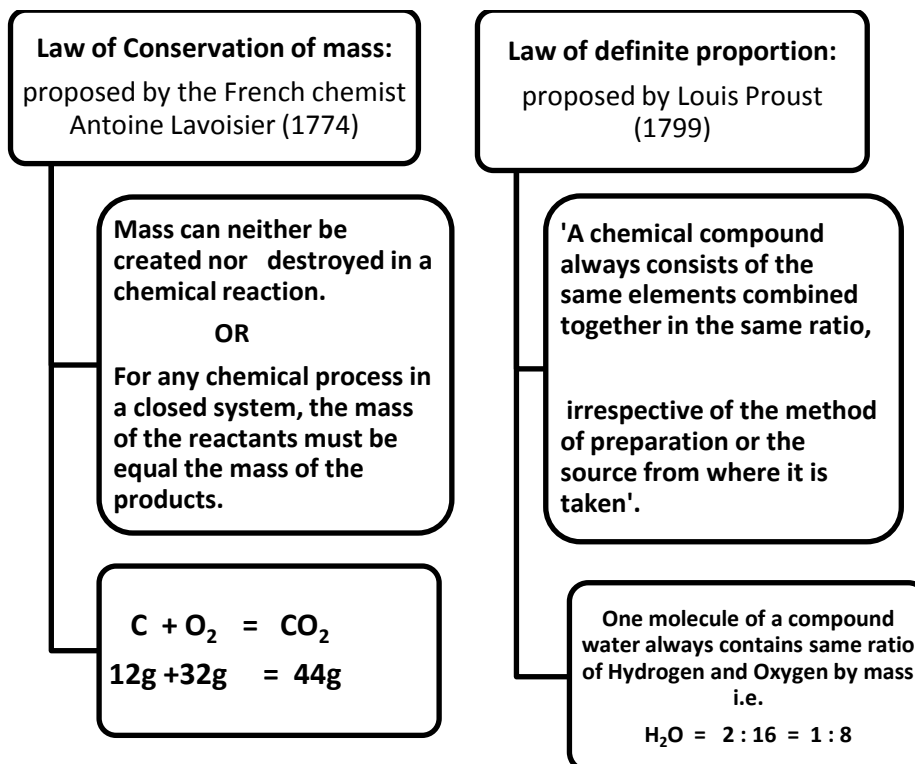 Law of Conservation of mass:
proposed by the French chemist
Antoine Lavoisier (1774)
Mass can neither be
created nor destroyed in a
chemical reaction.
OR
For any chemical process in
a closed system, the mass
of the reactants must be
equal the mass of the
products.
C + O₂ = CO₂
12g +32g = 44g
Law of definite proportion:
proposed by Louis Proust
(1799)
'A chemical compound
always consists of the
same elements combined
together in the same ratio,
irrespective of the method
of preparation or the
source from where it is
taken'.
One molecule of a compound
water always contains same ratio
of Hydrogen and Oxygen by mass
i.e.
H₂O = 2 : 16 = 1 : 8